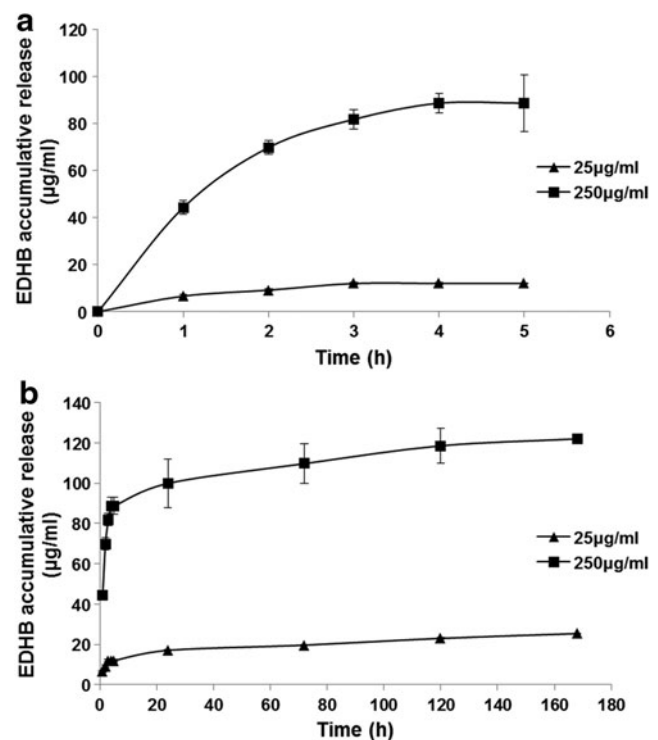 a
120
100
80
60
40
20
0
EDHB accumulative release
(µg/ml)
0 1 2 3 4 5 6
Time (h)
25µg/ml
250µg/ml
b
140
120
100
80
60
40
20
0
EDHB accumulative release
(µg/ml)
0 20 40 60 80 100 120 140 160 180
Time (h)
25µg/ml
250µg/ml